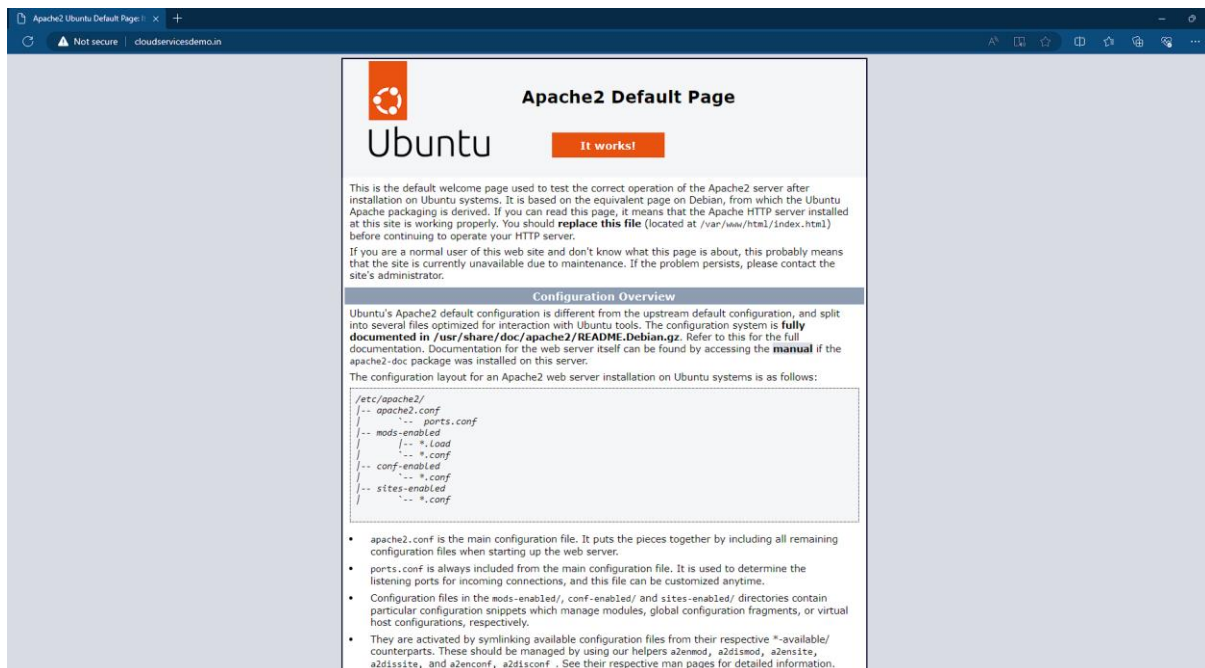 Apache2 Ubuntu Default Page: It
Not secure cloudservicesdemo.in
Apache2 Default Page
Ubuntu
It works!
This is the default welcome page used to test the correct operation of the Apache2 server after
installation on Ubuntu systems. It is based on the equivalent page on Debian, from which the Ubuntu
Apache packaging is derived. If you can read this page, it means that the Apache HTTP server installed
at this site is working properly. You should replace this file (located at /var/www/html/index.html)
before continuing to operate your HTTP server.
If you are a normal user of this web site and don't know what this page is about, this probably means
that the site is currently unavailable due to maintenance. If the problem persists, please contact the
site's administrator.
Configuration Overview
Ubuntu's Apache2 default configuration is different from the upstream default configuration, and split
into several files optimized for interaction with Ubuntu tools. The configuration system is fully
documented in /usr/share/doc/apache2/README.Debian.gz. Refer to this for the full
documentation. Documentation for the web server itself can be found by accessing the manual if the
apache2-doc package was installed on this server.
The configuration layout for an Apache2 web server installation on Ubuntu systems is as follows:
/etc/apache2/
|-- apache2.conf
|       `--  ports.conf
|-- mods-enabled
|       |-- *.load
|       `-- *.conf
|-- conf-enabled
|       `-- *.conf
|-- sites-enabled
|       `-- *.conf
• apache2.conf is the main configuration file. It puts the pieces together by including all remaining
configuration files when starting up the web server.
• ports.conf is always included from the main configuration file. It is used to determine the
listening ports for incoming connections, and this file can be customized anytime.
• Configuration files in the mods-enabled/, conf-enabled/ and sites-enabled/ directories contain
particular configuration snippets which manage modules, global configuration fragments, or virtual
host configurations, respectively.
• They are activated by symlinking available configuration files from their respective *-available/
counterparts. These should be managed by using our helpers a2enmod, a2dismod, a2ensite,
a2dissite, and a2enconf, a2disconf . See their respective man pages for detailed information.